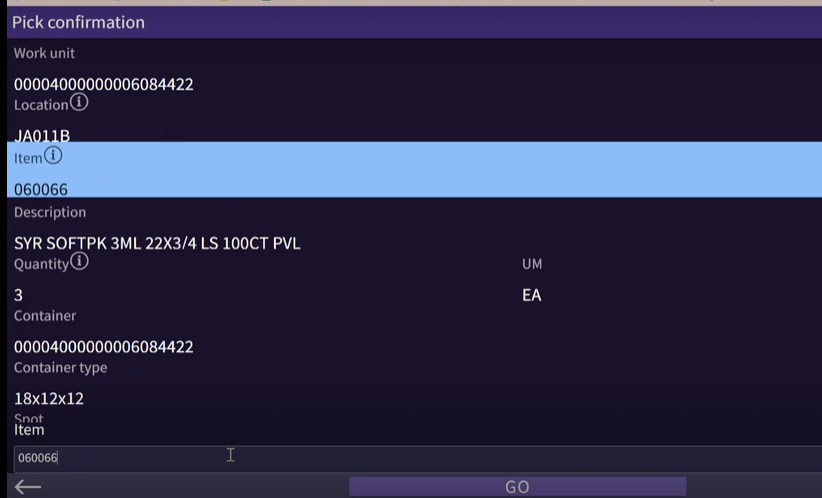 Pick confirmation
Work unit
00004000000006084422
Location
JA011B
Item
060066
Description
SYR SOFTPK 3ML 22X3/4 LS 100CT PVL
Quantity UM
3 EA
Container
00004000000006084422
Container type
18x12x12
Spot
Item
060066
GO